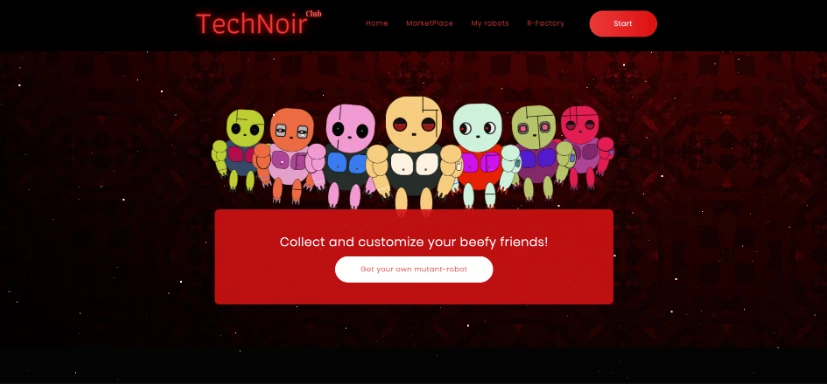 TechNoir Club
Home MarketPlace My robots R-Factory Start
Collect and customize your beefy friends!
Get your own mutant-robot